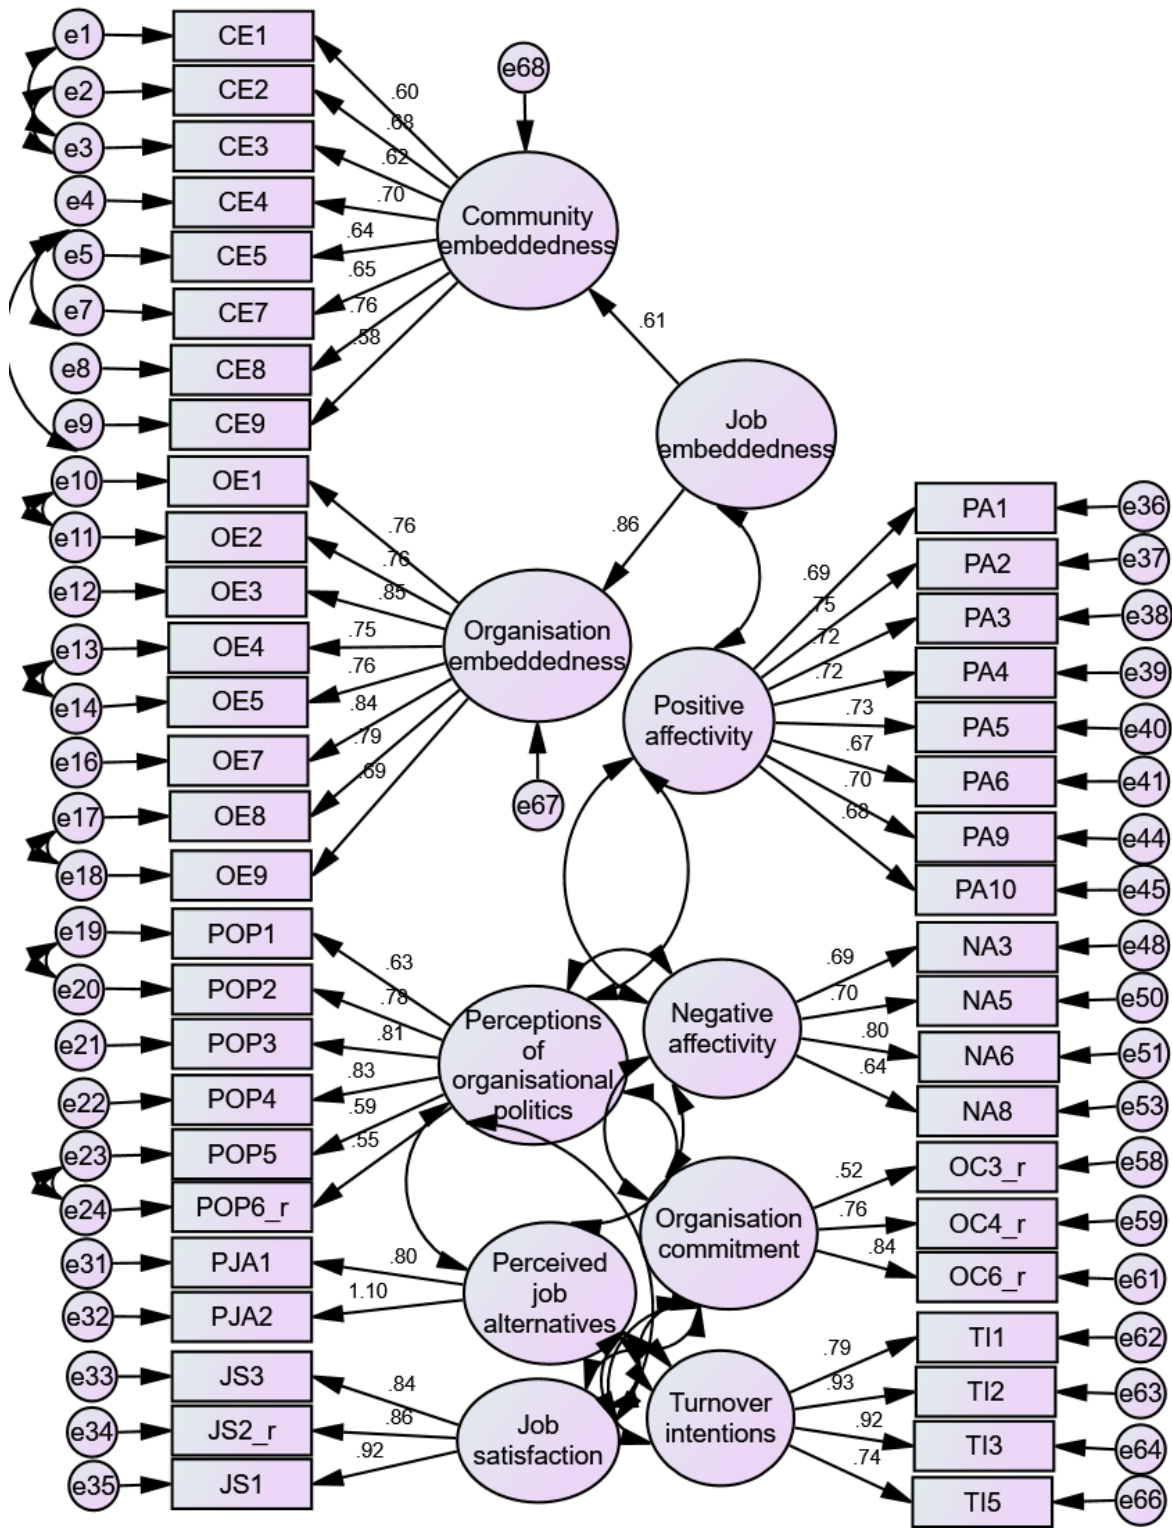 e1
CE1
e68
e2
CE2
.60
.68
e3
CE3
.62
e4
CE4
.70
Community
embeddedness
e5
CE5
.64
.65
e7
CE7
.76
.61
.58
e8
CE8
e9
CE9
Job
embeddedness
e10
OE1
.76
.86
e11
OE2
.76
e12
OE3
.85
e13
OE4
.75
Organisation
embeddedness
e14
OE5
.76
.84
e16
OE7
.79
.69
e17
OE8
e67
e18
OE9
PA1
e36
.69
PA2
e37
.75
PA3
e38
.72
PA4
e39
.72
Positive
affectivity
PA5
e40
.73
PA6
e41
.67
PA9
e44
.70
PA10
e45
.68
e19
POP1
.63
e20
POP2
.78
e21
POP3
.81
Perceptions
of
organisational
politics
e22
POP4
.83
e23
POP5
.59
e24
POP6_r
.55
NA3
e48
.69
Negative
affectivity
NA5
e50
.70
NA6
e51
.80
NA8
e53
.64
e31
PJA1
.80
e32
PJA2
1.10
Perceived
job
alternatives
OC3_r
e58
.52
Organisation
commitment
OC4_r
e59
.76
OC6_r
e61
.84
e33
JS3
.84
e34
JS2_r
.86
e35
JS1
.92
Job
satisfaction
TI1
e62
.79
Turnover
intentions
TI2
e63
.93
TI3
e64
.92
TI5
e66
.74